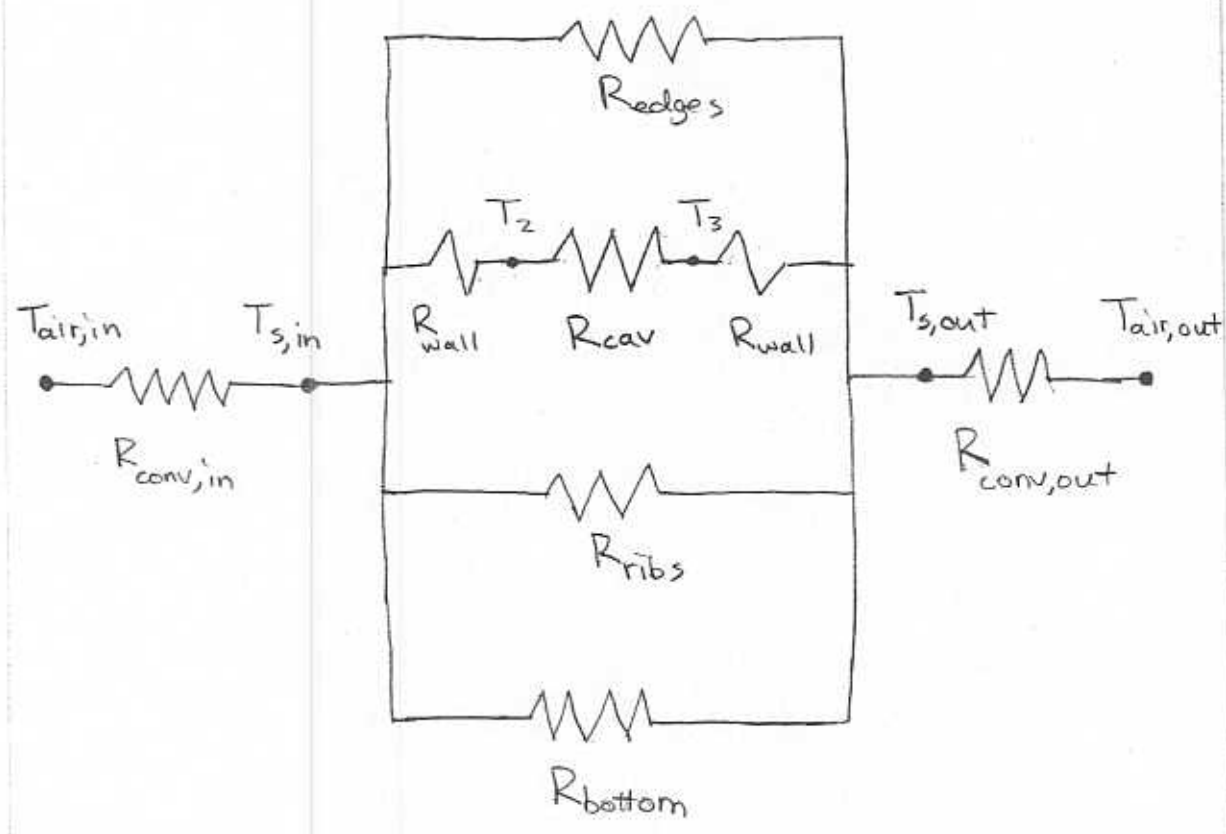 Redges
T2
T3
Rwall
Rcav
Rwall
Tair,in
Ts,in
Ts,out
Tair,out
Rconv,in
Rconv,out
Rribs
Rbottom